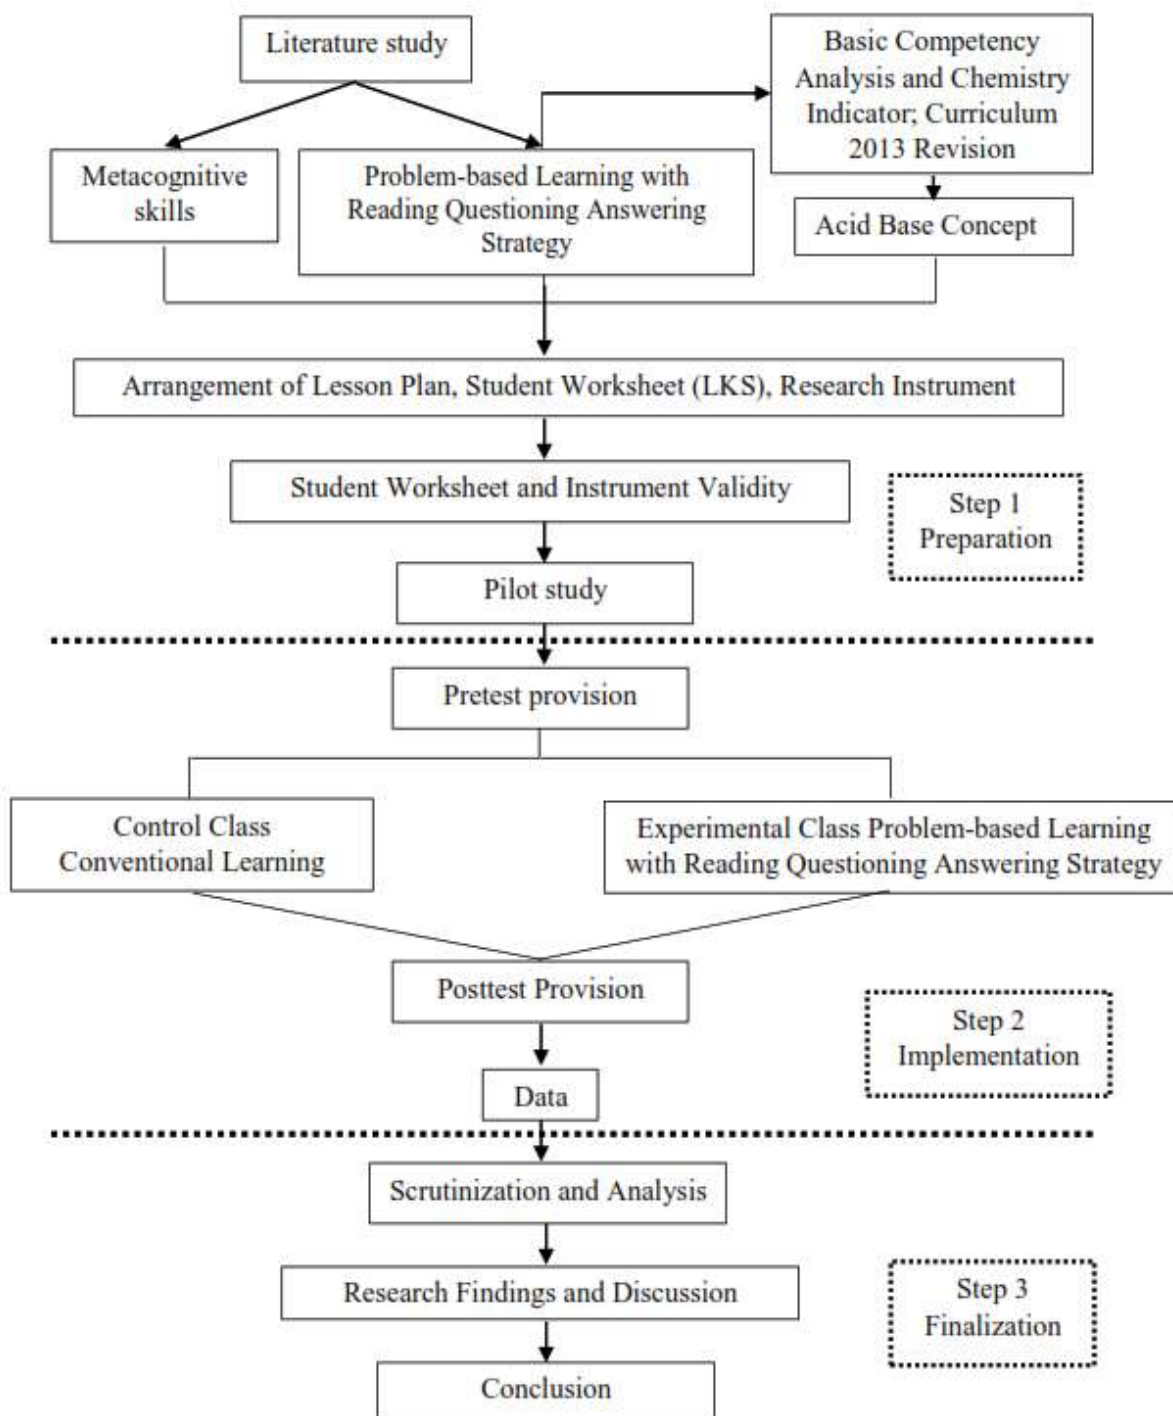 Literature study
Basic Competency
Analysis and Chemistry
Indicator; Curriculum
2013 Revision
Metacognitive
skills
Problem-based Learning with
Reading Questioning Answering
Strategy
Acid Base Concept
Arrangement of Lesson Plan, Student Worksheet (LKS), Research Instrument
Student Worksheet and Instrument Validity
Step 1
Preparation
Pilot study
Pretest provision
Control Class
Conventional Learning
Experimental Class Problem-based Learning
with Reading Questioning Answering Strategy
Posttest Provision
Step 2
Implementation
Data
Scrutinization and Analysis
Research Findings and Discussion
Step 3
Finalization
Conclusion